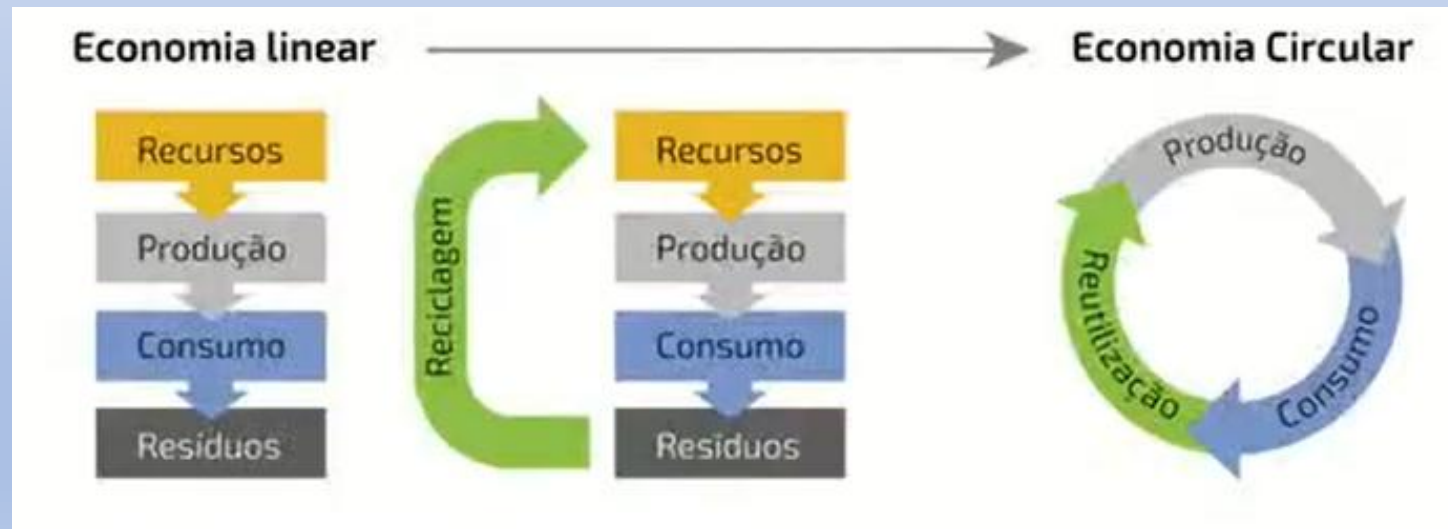 Economia linear
Economia Circular
Recursos
Produção
Consumo
Resíduos
Reciclagem
Recursos
Produção
Consumo
Resíduos
Produção
Consumo
Reutilização